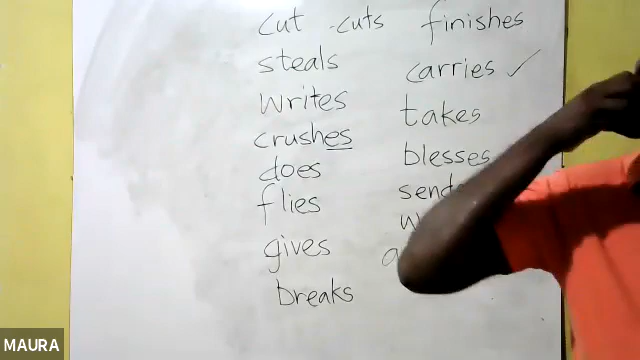 cut - cuts
steals
writes
crushes
does
flies
gives
breaks
finishes
carries ✓
takes
blesses
MAURA